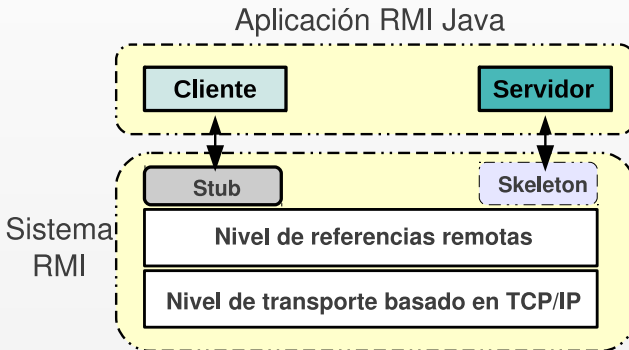 Aplicación RMI Java
Cliente
Servidor
Stub
Skeleton
Sistema
RMI
Nivel de referencias remotas
Nivel de transporte basado en TCP/IP